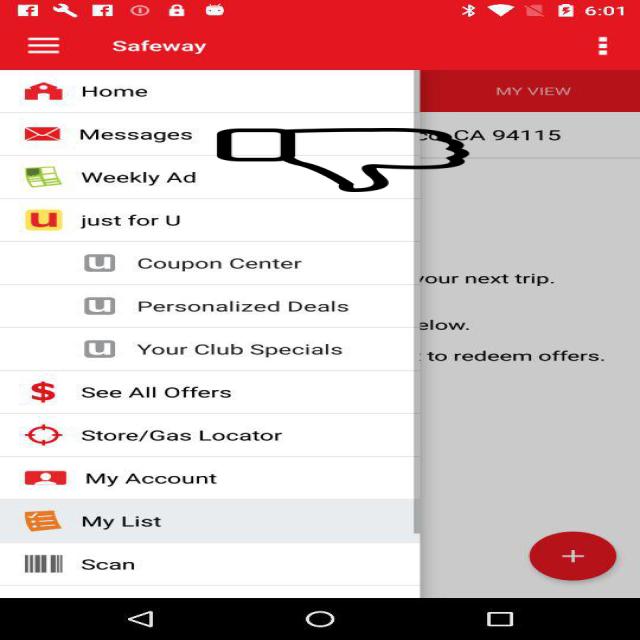 6:01
Safeway
Home
MY VIEW
Messages
CA 94115
Weekly Ad
just for U
Coupon Center
your next trip.
Personalized Deals
elow.
Your Club Specials
to redeem offers.
See All Offers
Store/Gas Locator
My Account
My List
Scan